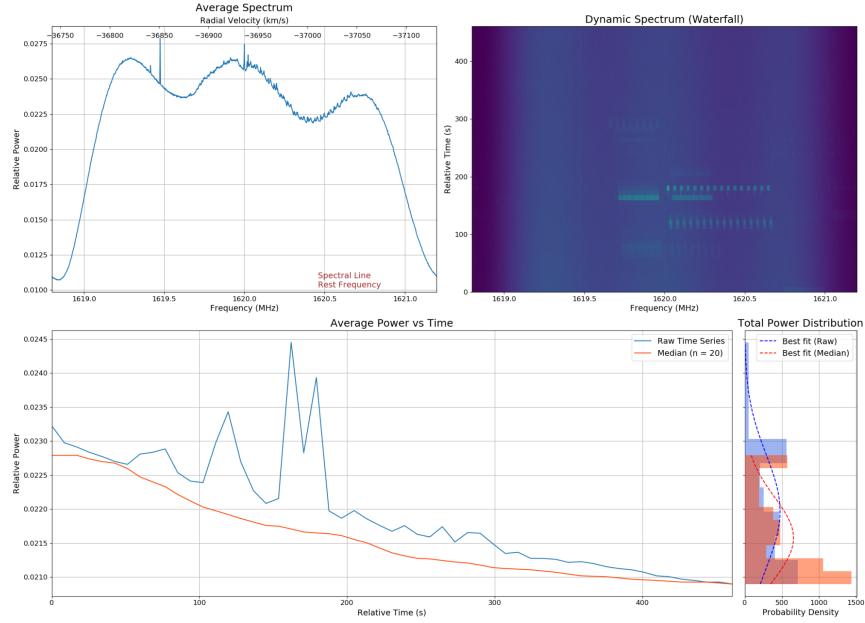 Average Spectrum
Radial Velocity (km/s)
−36750 −36800 −36850 −36900 −36950 −37000 −37050 −37100
0.0275
0.0250
0.0225
0.0200
0.0175
0.0150
0.0125
0.0100
Relative Power
Spectral Line
Rest Frequency
1619.0 1619.5 1620.0 1620.5 1621.0
Frequency (MHz)
Dynamic Spectrum (Waterfall)
400
300
200
100
0
Relative Time (s)
1619.0 1619.5 1620.0 1620.5 1621.0
Frequency (MHz)
Average Power vs Time
Raw Time Series
Median (n = 20)
0.0245
0.0240
0.0235
0.0230
0.0225
0.0220
0.0215
0.0210
Relative Power
0 100 200 300 400
Relative Time (s)
Total Power Distribution
Best fit (Raw)
Best fit (Median)
0 500 1000 1500
Probability Density